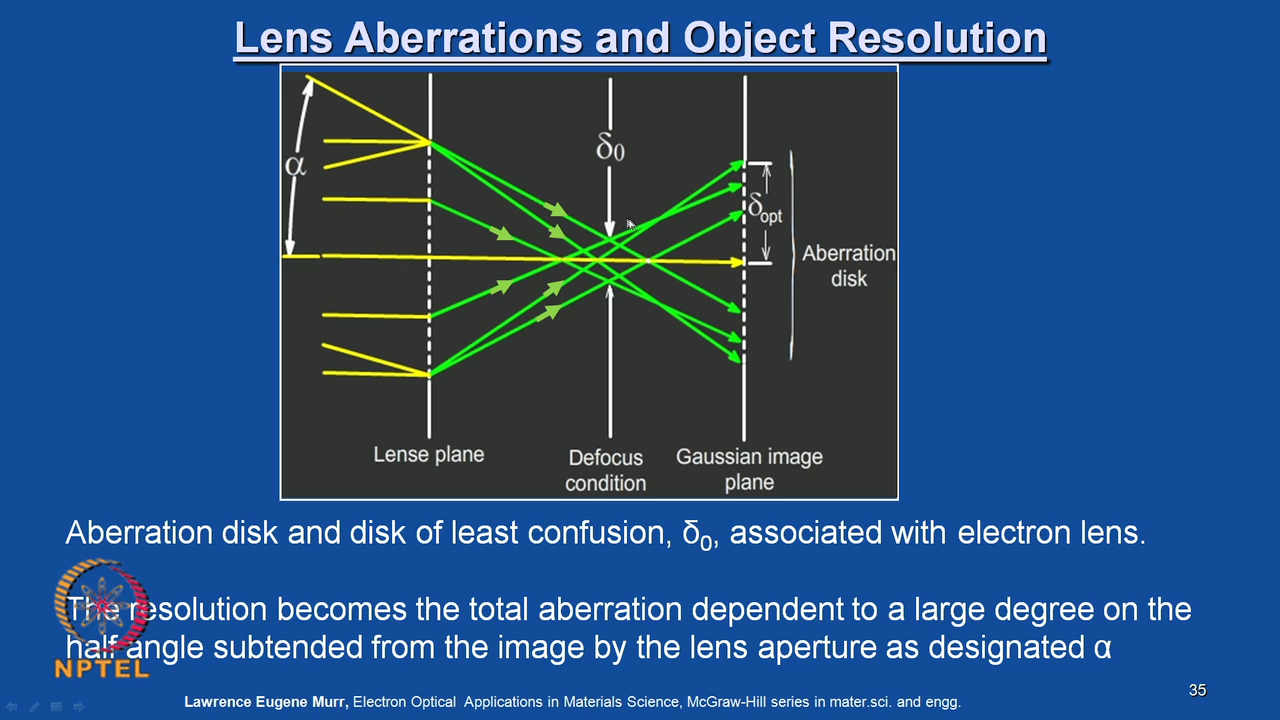 Lens Aberrations and Object Resolution
α
δ0
δopt
Aberration
disk
Lense plane
Defocus
condition
Gaussian image
plane
Aberration disk and disk of least confusion, δ0, associated with electron lens.
The resolution becomes the total aberration dependent to a large degree on the
half angle subtended from the image by the lens aperture as designated α
NPTEL
35
Lawrence Eugene Murr, Electron Optical Applications in Materials Science, McGraw-Hill series in mater.sci. and engg.